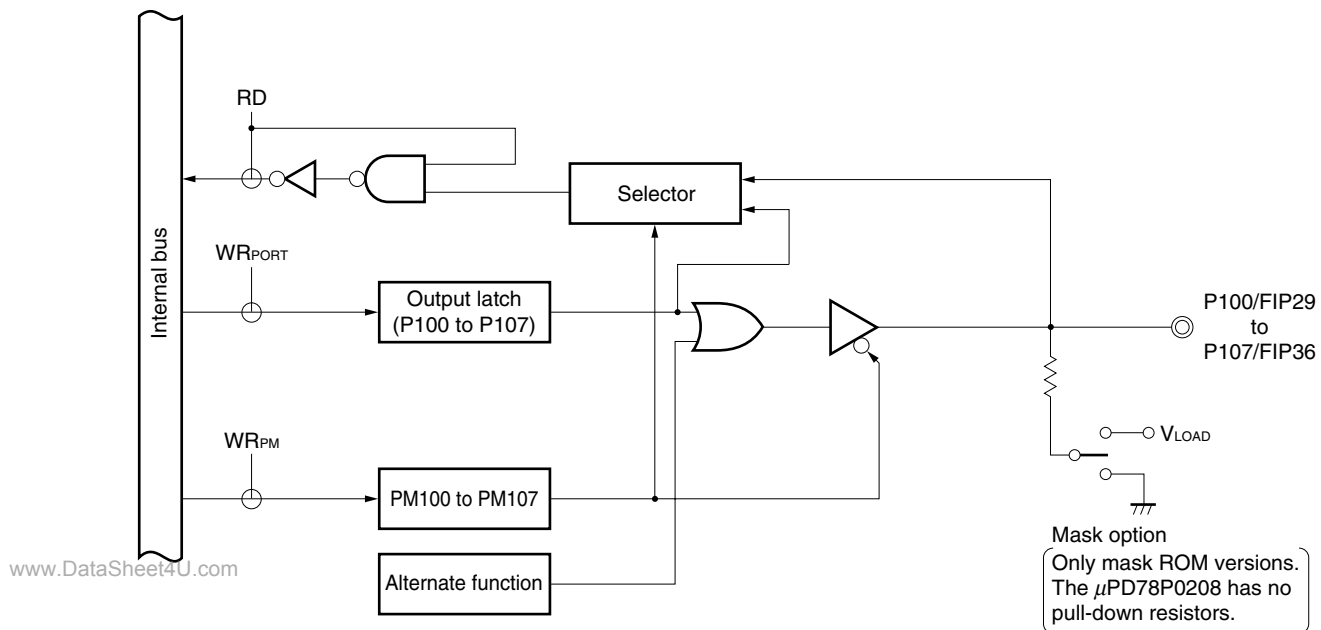 RD
Selector
Internal bus
WRPORT
Output latch
(P100 to P107)
P100/FIP29
to
P107/FIP36
WRPM
VLOAD
PM100 to PM107
Mask option
Only mask ROM versions.
The μPD78P0208 has no
pull-down resistors.
Alternate function
www.DataSheet4U.com